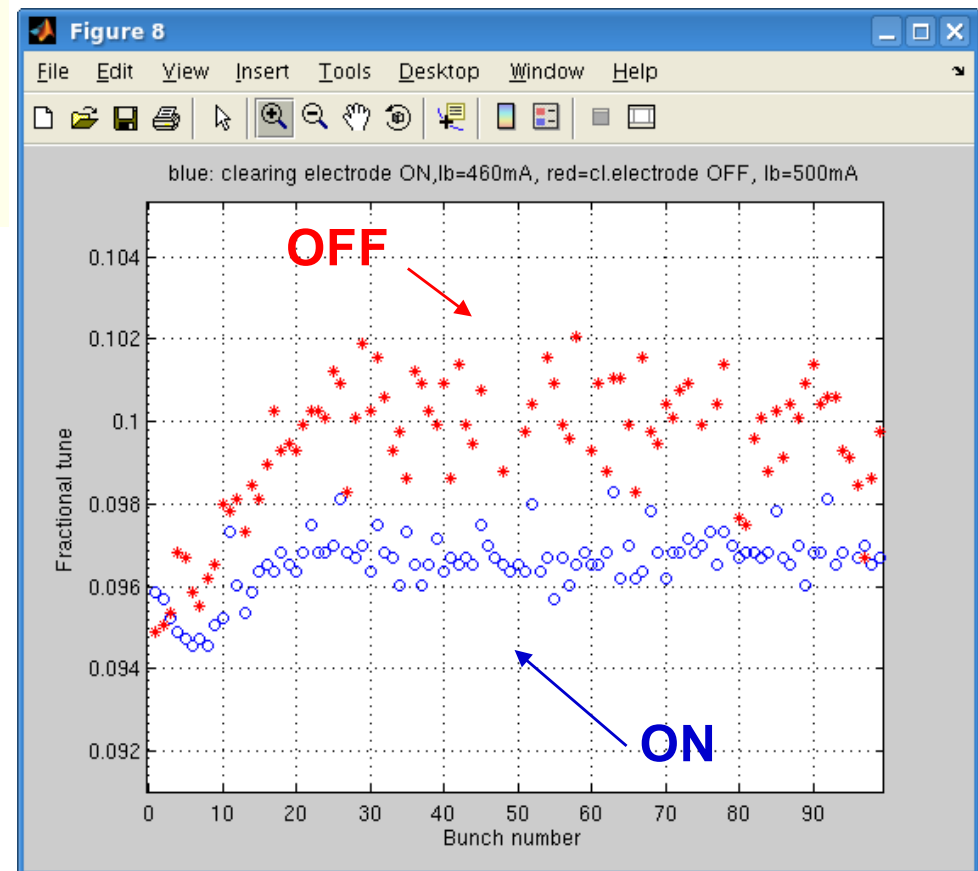 Figure 8
File Edit View Insert Tools Desktop Window Help
blue: clearing electrode ON,Ib=460mA, red=cl.electrode OFF, Ib=500mA
OFF
ON
0.104
0.102
0.1
0.098
0.096
0.094
0.092
Fractional tune
0 10 20 30 40 50 60 70 80 90
Bunch number